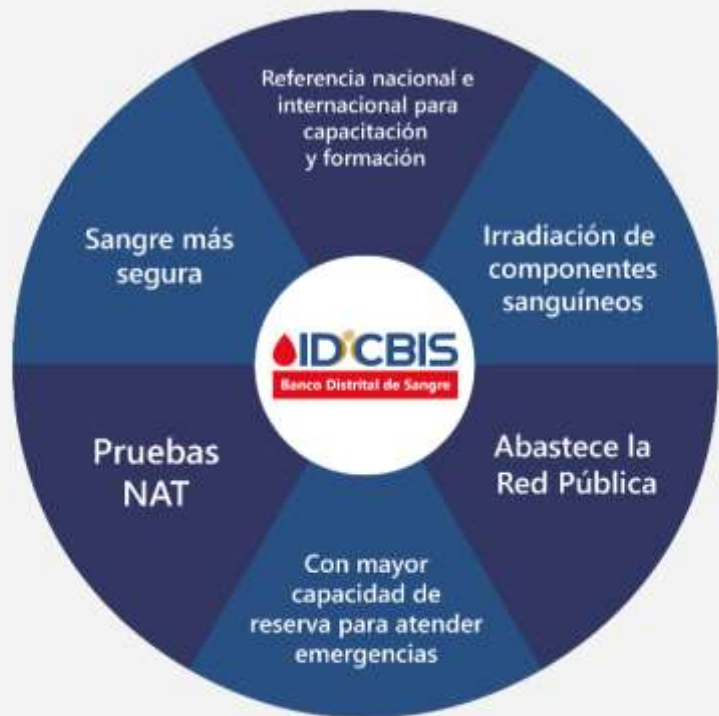 Referencia nacional e
internacional para
capacitación
y formación
Irradiación de
componentes
sanguíneos
Abastece la
Red Pública
Con mayor
capacidad de
reserva para atender
emergencias
Pruebas
NAT
Sangre más
segura
IDCBIS
Banco Distrital de Sangre